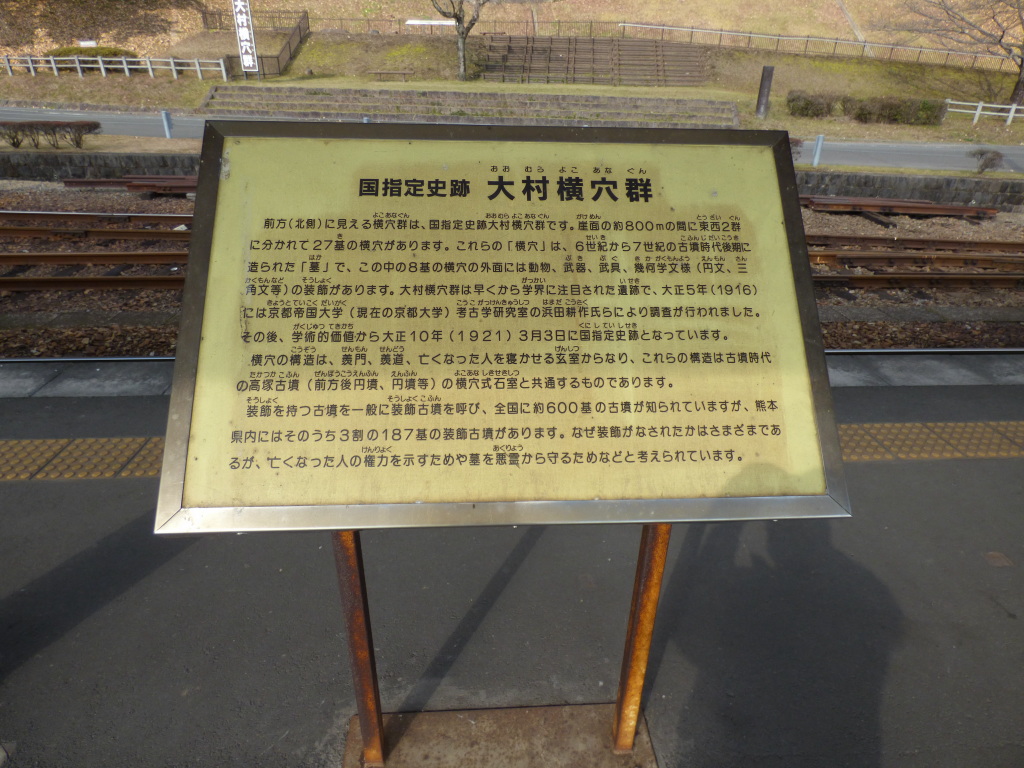 大村横穴群
国指定史跡 大村横穴群
前方(北側)に見える横穴群は、国指定史跡大村横穴群です。崖面の約800mの間に東西2群
に分かれて27基の横穴があります。これらの「横穴」は、6世紀から7世紀の古墳時代後期に
造られた「墓」で、この中の8基の横穴の外面には動物、武器、武具、幾何学文様(円文、三
角文等)の装飾があります。大村横穴群は早くから学界に注目された遺跡で、大正5年(1916)
には京都帝国大学(現在の京都大学)考古学研究室の浜田耕作氏らにより調査が行われました。
その後、学術的価値から大正10年(1921)3月3日に国指定史跡となっています。
横穴の構造は、羨門、羨道、亡くなった人を寝かせる玄室からなり、これらの構造は古墳時代
の高塚古墳(前方後円墳、円墳等)の横穴式石室と共通するものであります。
装飾を持つ古墳を一般に装飾古墳を呼び、全国に約600基の古墳が知られていますが、熊本
県内にはそのうち3割の187基の装飾古墳があります。なぜ装飾がなされたかはさまざまであ
るが、亡くなった人の権力を示すためや墓を悪霊から守るためなどと考えられています。